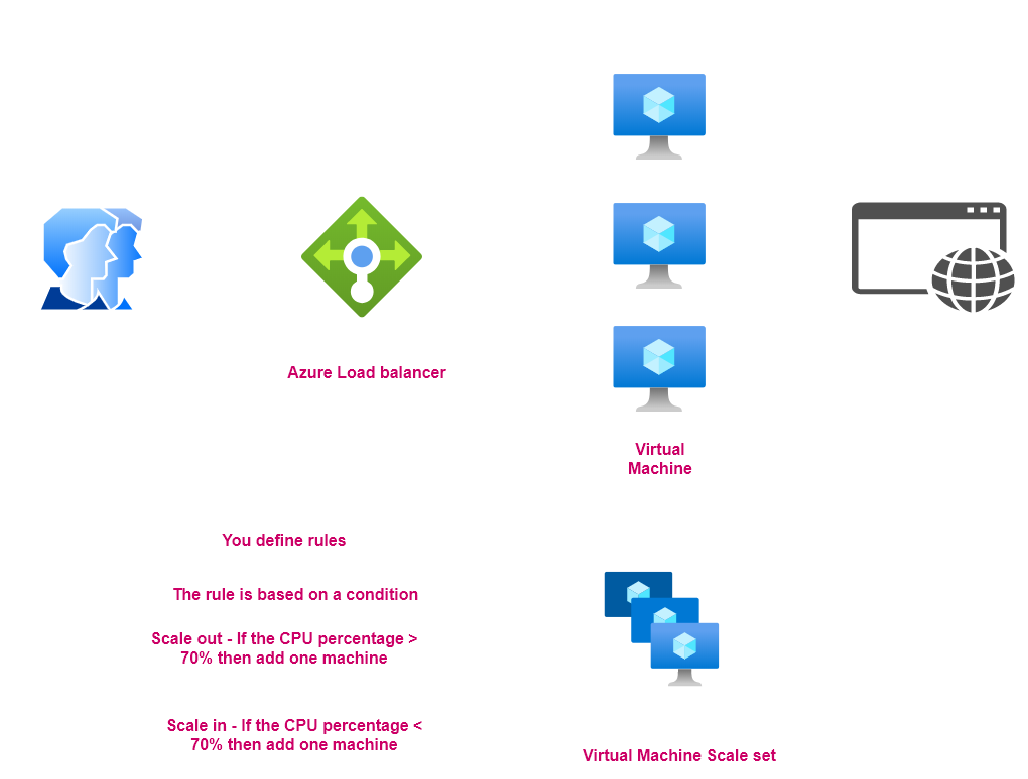 Azure Load balancer
Virtual
Machine
You define rules
The rule is based on a condition
Scale out - If the CPU percentage >
70% then add one machine
Scale in - If the CPU percentage <
70% then add one machine
Virtual Machine Scale set